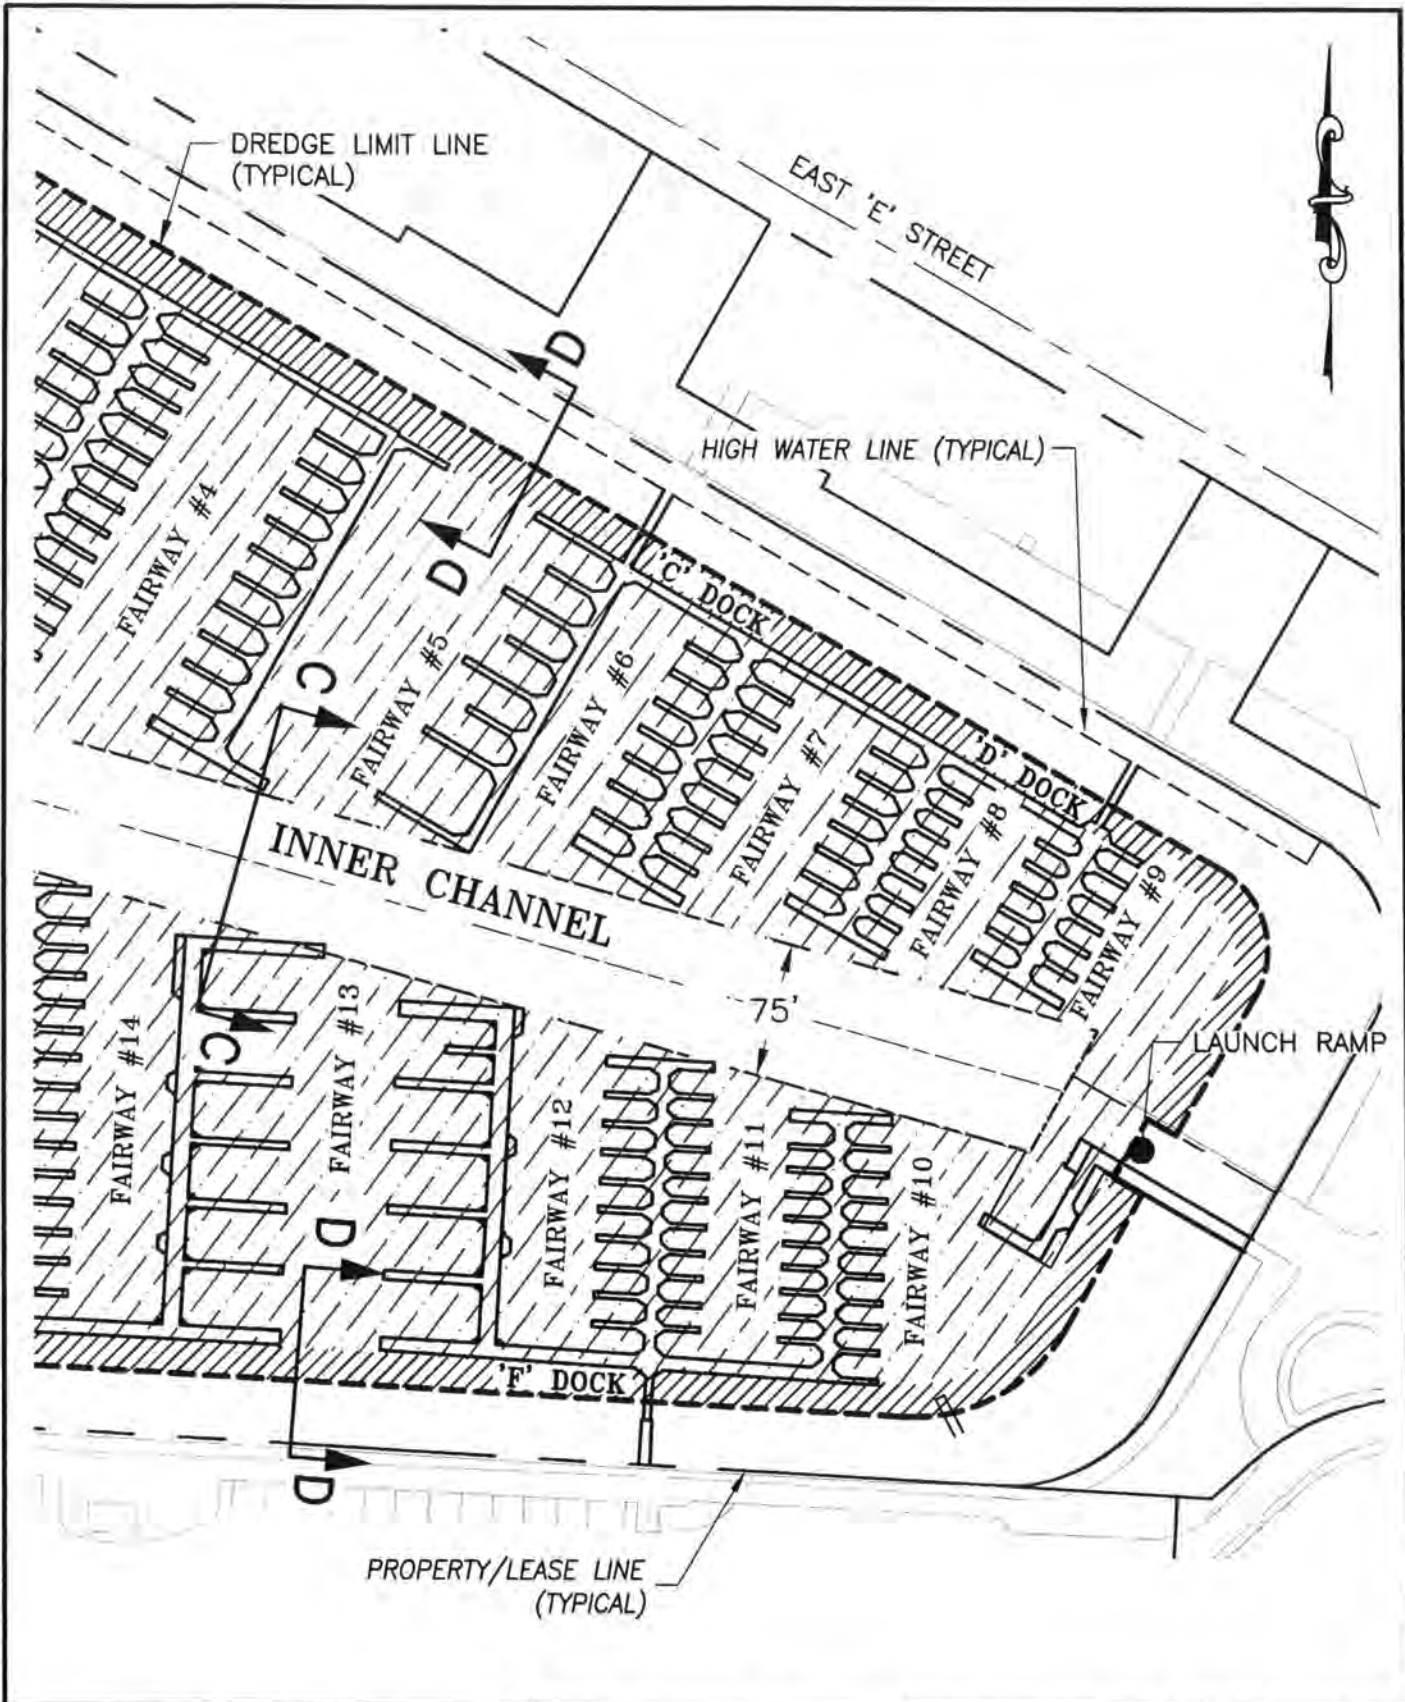 DREDGE LIMIT LINE
(TYPICAL)
EAST 'E' STREET
D
HIGH WATER LINE (TYPICAL)
FAIRWAY #4
D
'C' DOCK
C
FAIRWAY #5
FAIRWAY #6
FAIRWAY #7
'D' DOCK
FAIRWAY #8
FAIRWAY #9
INNER CHANNEL
75'
LAUNCH RAMP
C
FAIRWAY #14
FAIRWAY #13
FAIRWAY #12
FAIRWAY #11
FAIRWAY #10
D
'F' DOCK
D
PROPERTY/LEASE LINE
(TYPICAL)